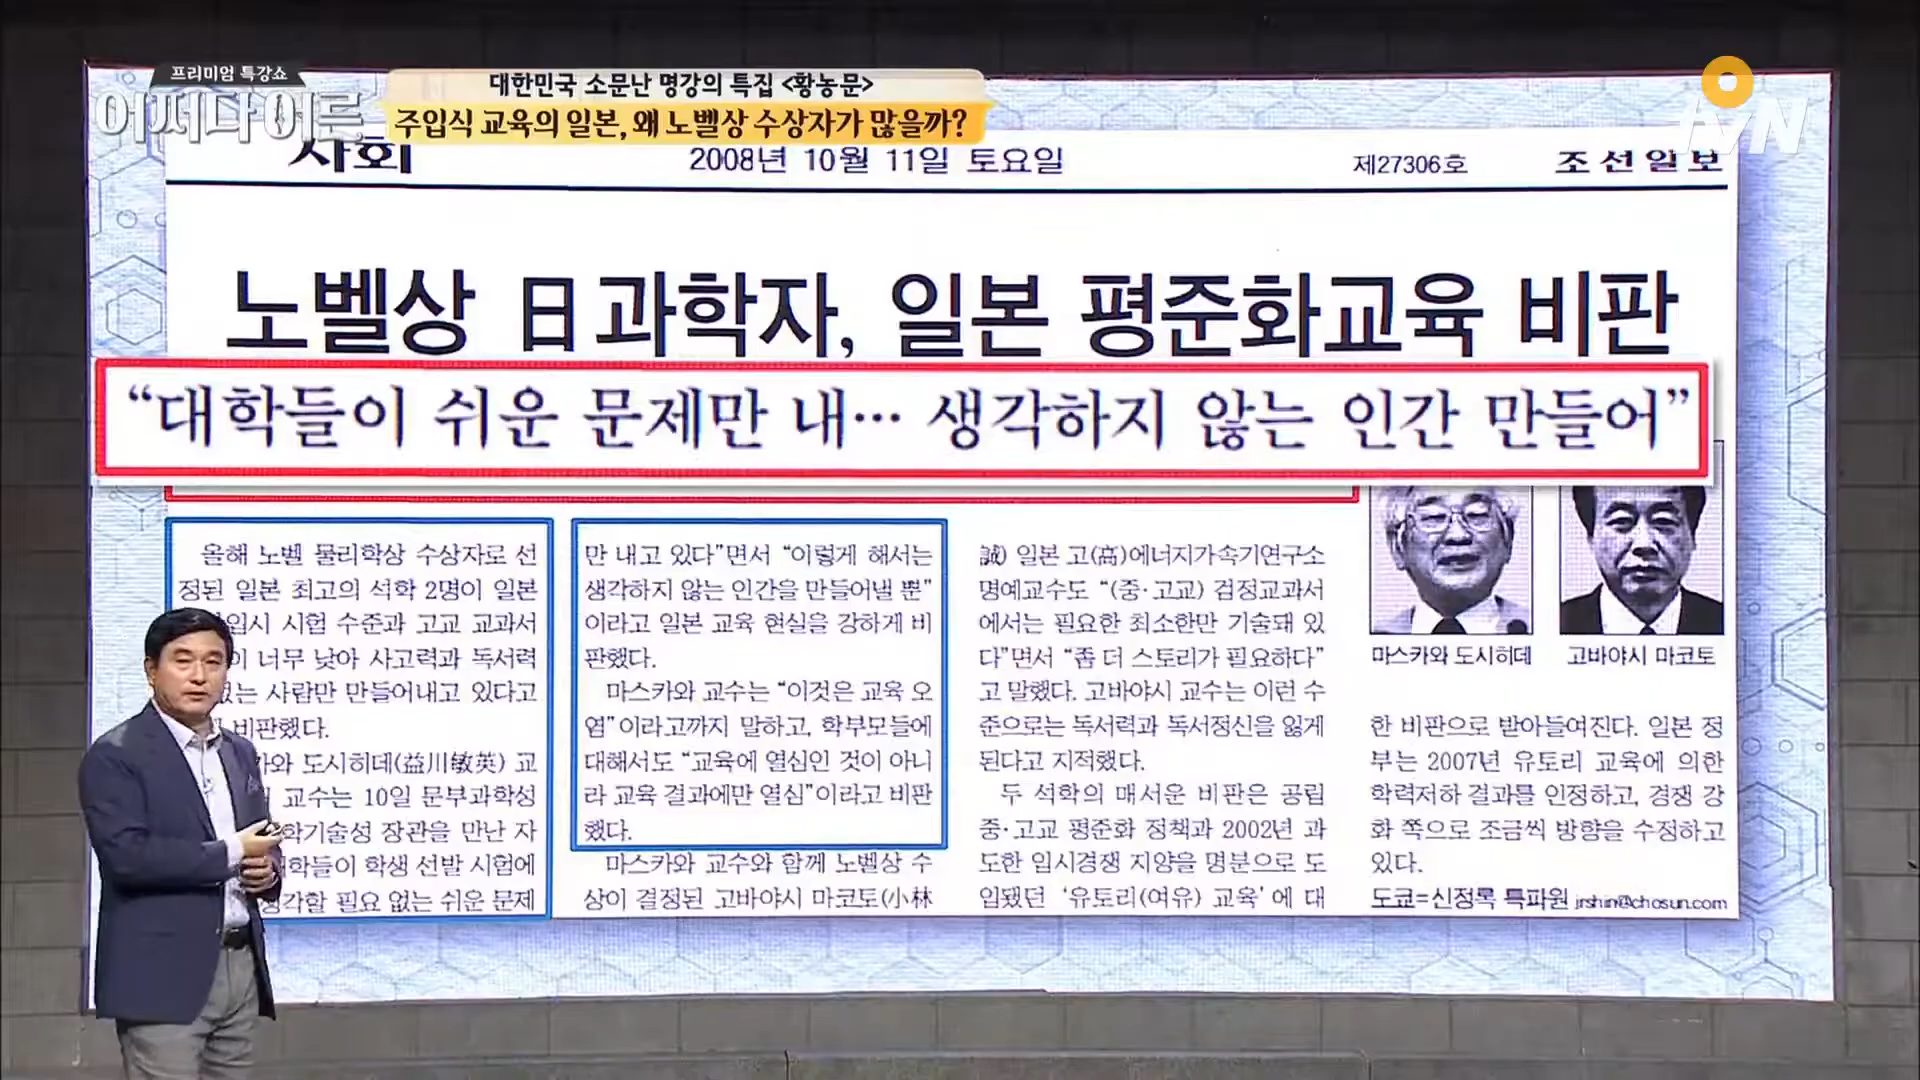 프리미엄 특강쇼
어쩌다 어른
대한민국 소문난 명강의 특집 <황농문>
주입식 교육의 일본, 왜 노벨상 수상자가 많을까?
tvN
사회
2008년 10월 11일 토요일
제27306호
조선일보
노벨상 日과학자, 일본 평준화교육 비판
“대학들이 쉬운 문제만 내… 생각하지 않는 인간 만들어”
올해 노벨 물리학상 수상자로 선
정된 일본 최고의 석학 2명이 일본
입시 시험 수준과 고교 교과서
이 너무 낮아 사고력과 독서력
없는 사람만 만들어내고 있다고
비판했다.
와 도시히데(益川敏英) 교
교수는 10일 문부과학성
학기술성 장관을 만난 자
대학들이 학생 선발 시험에
생각할 필요 없는 쉬운 문제
만 내고 있다”면서 “이렇게 해서는
생각하지 않는 인간을 만들어낼 뿐”
이라고 일본 교육 현실을 강하게 비
판했다.
마스카와 교수는 “이것은 교육 오
염”이라고까지 말하고, 학부모들에
대해서도 “교육에 열심인 것이 아니
라 교육 결과에만 열심”이라고 비판
했다.
마스카와 교수와 함께 노벨상 수
상이 결정된 고바야시 마코토(小林
誠) 일본 고(高)에너지가속기연구소
명예교수도 “(중·고교) 검정교과서
에서는 필요한 최소한만 기술돼 있
다”면서 “좀 더 스토리가 필요하다”
고 말했다. 고바야시 교수는 이런 수
준으로는 독서력과 독서정신을 잃게
된다고 지적했다.
두 석학의 매서운 비판은 공립
중·고교 평준화 정책과 2002년 과
도한 입시경쟁 지양을 명분으로 도
입됐던 ‘유토리(여유) 교육’에 대
마스카와 도시히데
고바야시 마코토
한 비판으로 받아들여진다. 일본 정
부는 2007년 유토리 교육에 의한
학력저하 결과를 인정하고, 경쟁 강
화 쪽으로 조금씩 방향을 수정하고
있다.
도쿄=신정록 특파원 jrshin@chosun.com